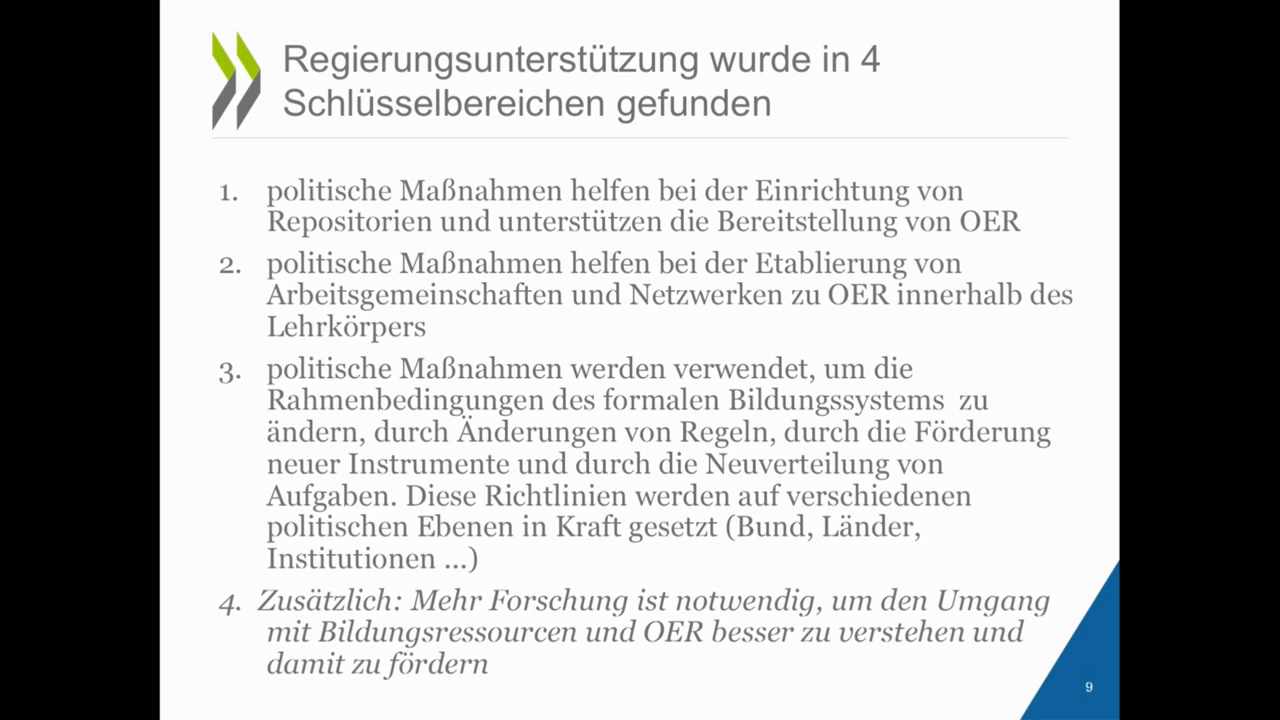 Regierungsunterstützung wurde in 4
Schlüsselbereichen gefunden
1. politische Maßnahmen helfen bei der Einrichtung von
Repositorien und unterstützen die Bereitstellung von OER
2. politische Maßnahmen helfen bei der Etablierung von
Arbeitsgemeinschaften und Netzwerken zu OER innerhalb des
Lehrkörpers
3. politische Maßnahmen werden verwendet, um die
Rahmenbedingungen des formalen Bildungssystems zu
ändern, durch Änderungen von Regeln, durch die Förderung
neuer Instrumente und durch die Neuverteilung von
Aufgaben. Diese Richtlinien werden auf verschiedenen
politischen Ebenen in Kraft gesetzt (Bund, Länder,
Institutionen ...)
4. Zusätzlich: Mehr Forschung ist notwendig, um den Umgang
mit Bildungsressourcen und OER besser zu verstehen und
damit zu fördern
9